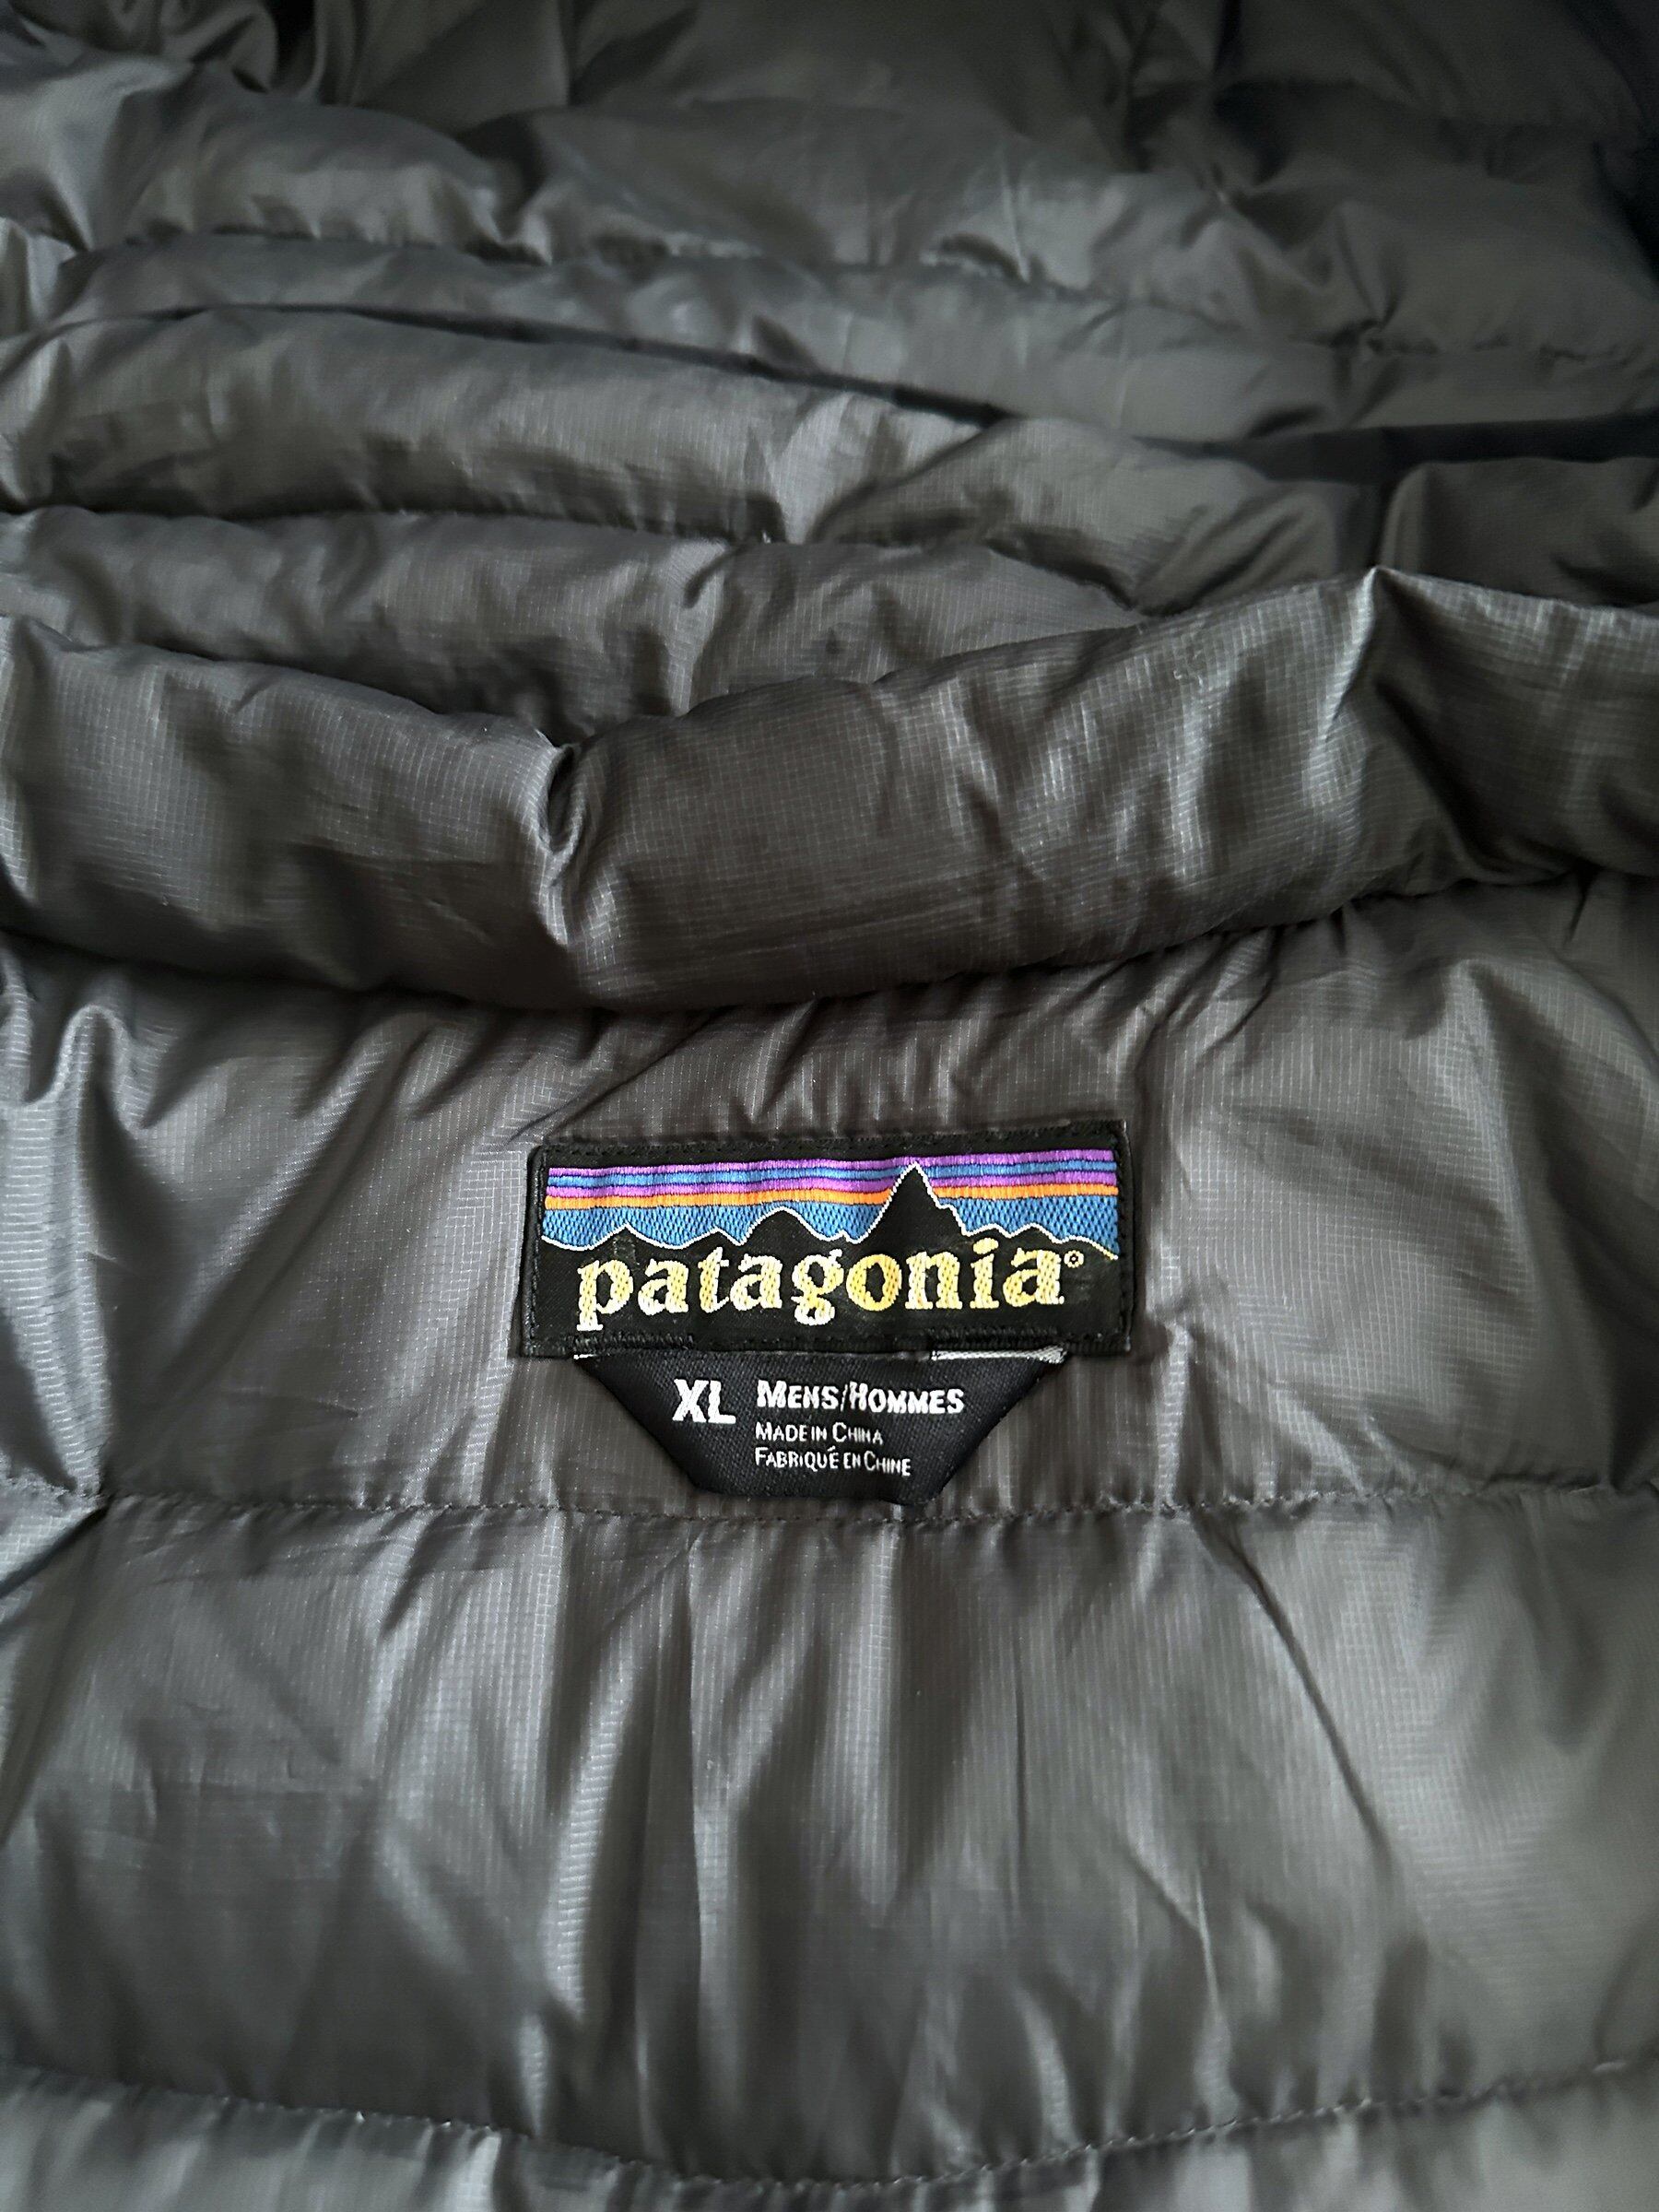 patagonia®
XL MENS/HOMMES
MADE IN CHINA
FABRIQUÉ EN CHINE